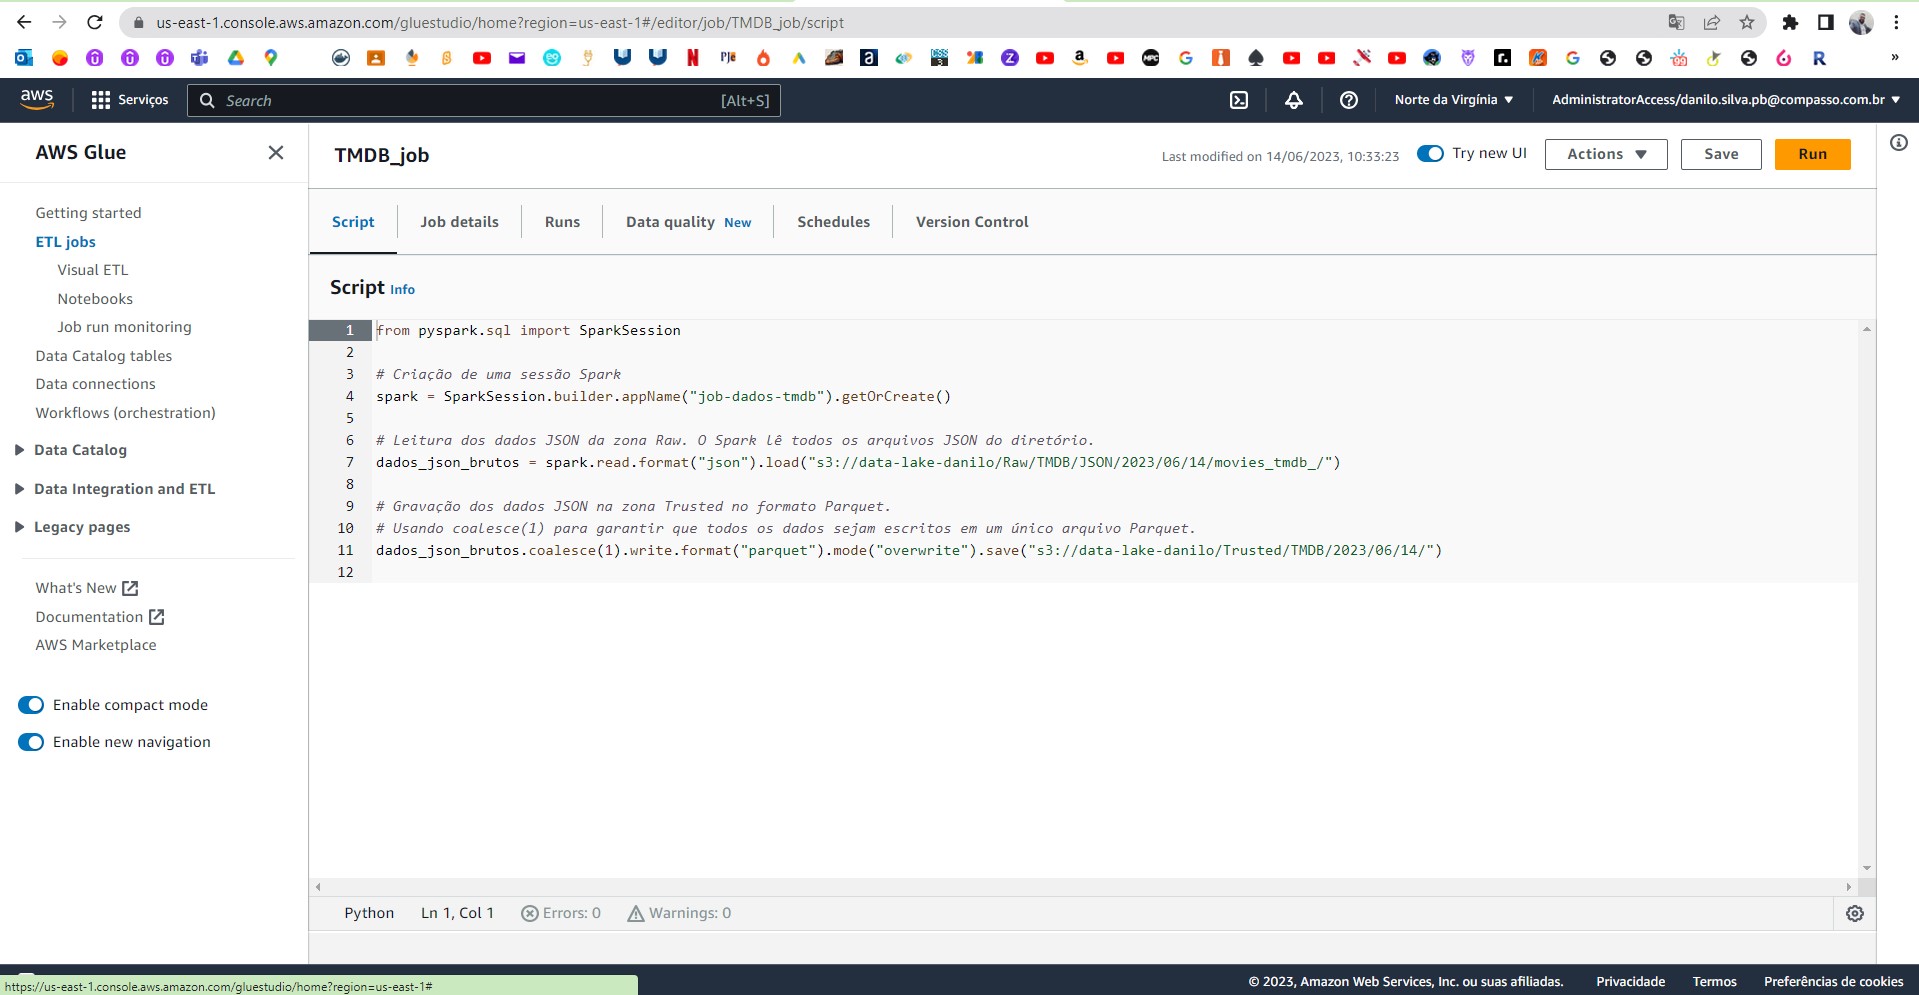 us-east-1.console.aws.amazon.com/gluestudio/home?region=us-east-1#/editor/job/TMDB_job/script
aws
Serviços
Search
[Alt+S]
Norte da Virgínia
AdministratorAccess/danilo.silva.pb@compasso.com.br
AWS Glue
Getting started
ETL jobs
Visual ETL
Notebooks
Job run monitoring
Data Catalog tables
Data connections
Workflows (orchestration)
Data Catalog
Data Integration and ETL
Legacy pages
What's New
Documentation
AWS Marketplace
Enable compact mode
Enable new navigation
TMDB_job
Last modified on 14/06/2023, 10:33:23
Try new UI
Actions
Save
Run
Script
Job details
Runs
Data quality New
Schedules
Version Control
Script Info
1 from pyspark.sql import SparkSession
2
3 # Criação de uma sessão Spark
4 spark = SparkSession.builder.appName("job-dados-tmdb").getOrCreate()
5
6 # Leitura dos dados JSON da zona Raw. O Spark lê todos os arquivos JSON do diretório.
7 dados_json_brutos = spark.read.format("json").load("s3://data-lake-danilo/Raw/TMDB/JSON/2023/06/14/movies_tmdb_/")
8
9 # Gravação dos dados JSON na zona Trusted no formato Parquet.
10 # Usando coalesce(1) para garantir que todos os dados sejam escritos em um único arquivo Parquet.
11 dados_json_brutos.coalesce(1).write.format("parquet").mode("overwrite").save("s3://data-lake-danilo/Trusted/TMDB/2023/06/14/")
12
Python
Ln 1, Col 1
Errors: 0
Warnings: 0
https://us-east-1.console.aws.amazon.com/gluestudio/home?region=us-east-1#
© 2023, Amazon Web Services, Inc. ou suas afiliadas.
Privacidade
Termos
Preferências de cookies